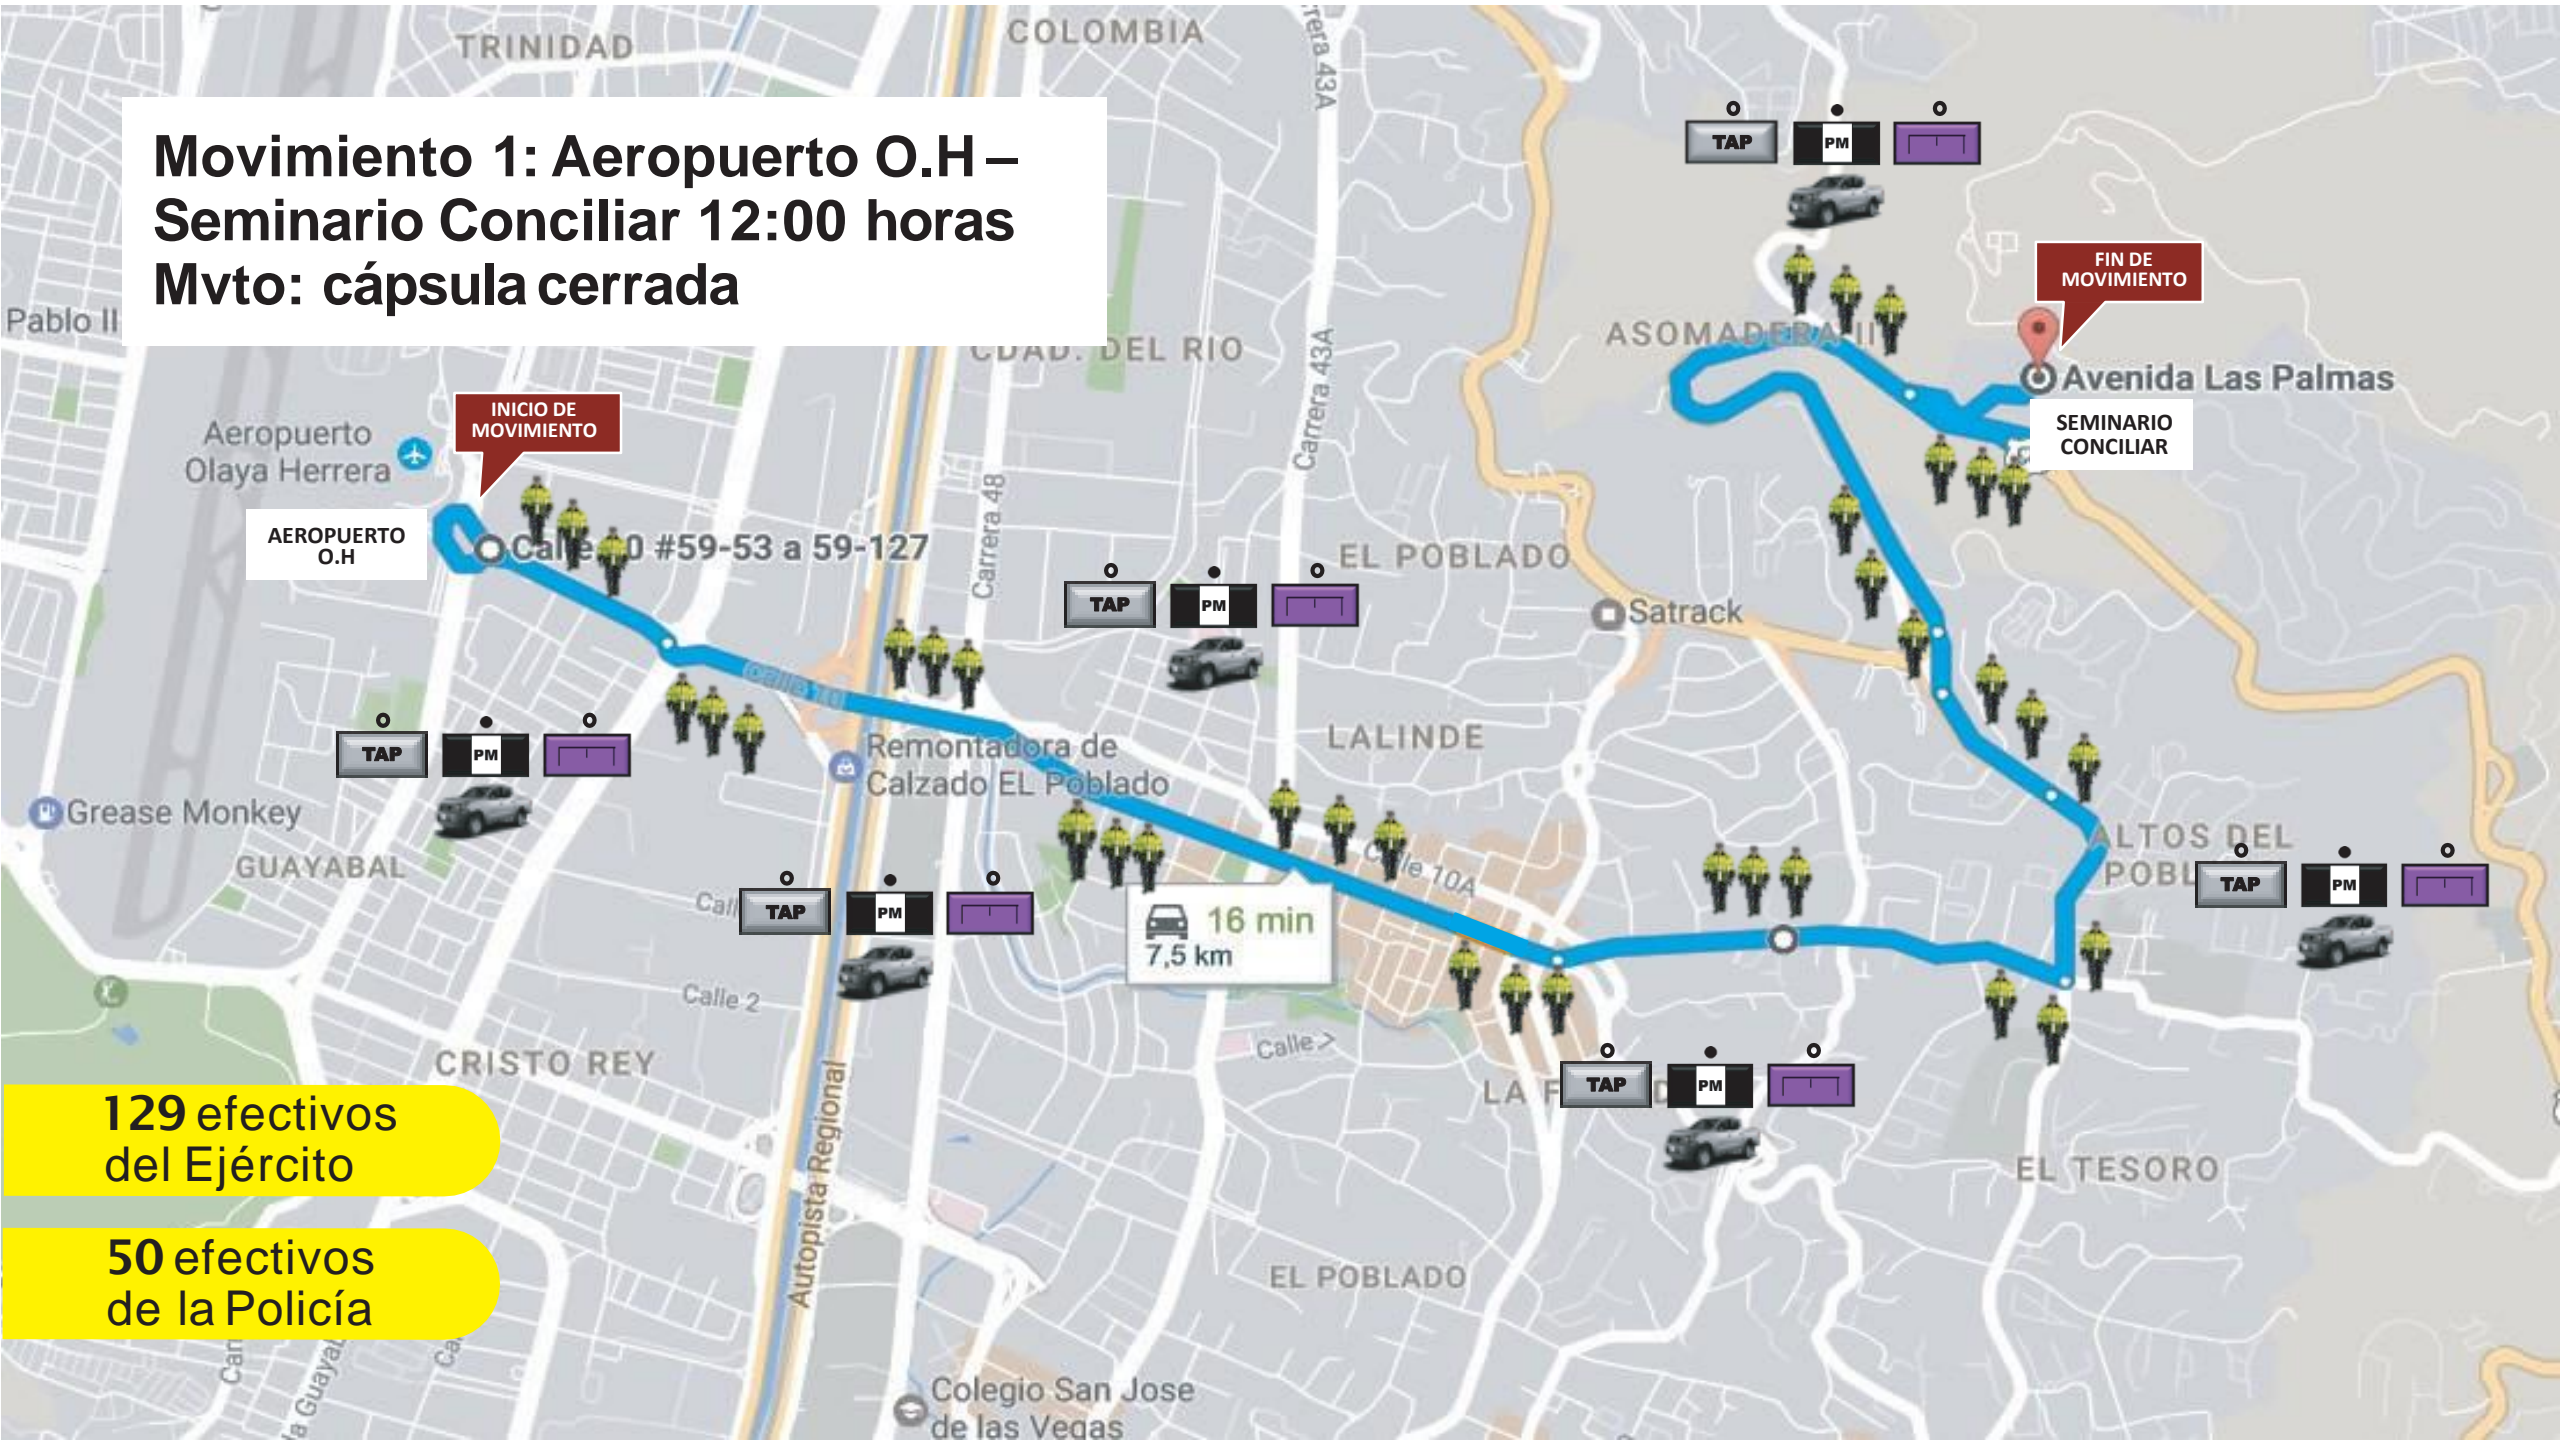 TRINIDAD
COLOMBIA
Movimiento 1: Aeropuerto O.H –
Seminario Conciliar 12:00 horas
Mvto: cápsula cerrada
TAP
PM
FIN DE
MOVIMIENTO
Pablo II
CDAD. DEL RIO
Carrera 43A
ASOMADERA II
Avenida Las Palmas
SEMINARIO
CONCILIAR
INICIO DE
MOVIMIENTO
Aeropuerto
Olaya Herrera
AEROPUERTO
O.H
#59-53 a 59-127
Carrera 48
EL POBLADO
Satrack
TAP
PM
Calle 10
LALINDE
Remontadora de
Calzado EL Poblado
TAP
PM
Grease Monkey
GUAYABAL
Calle 10A
ALTOS DEL
TAP
PM
TAP
PM
16 min
7,5 km
Calle 2
Calle
CRISTO REY
TAP
PM
Autopista Regional
EL TESORO
129 efectivos
del Ejército
50 efectivos
de la Policía
EL POBLADO
Colegio San Jose
de las Vegas